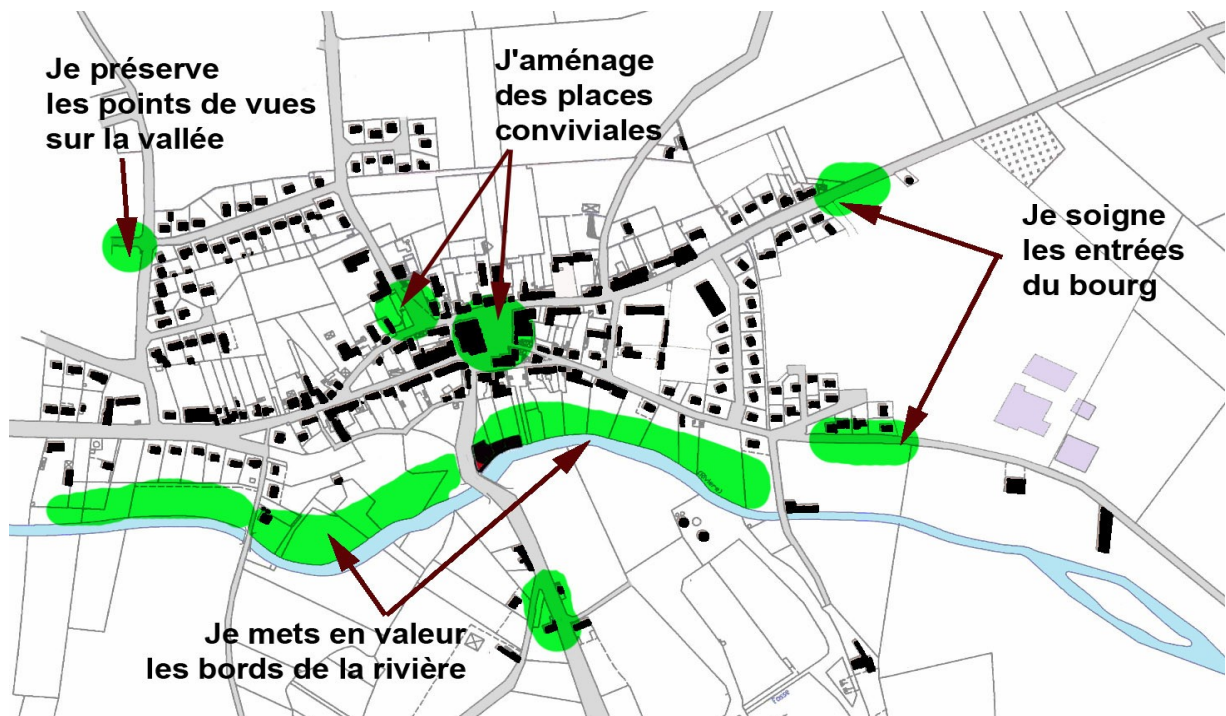 Je préserve
les points de vues
sur la vallée
J'aménage
des places
conviviales
Je soigne
les entrées
du bourg
(Rivière)
Je mets en valeur
les bords de la rivière